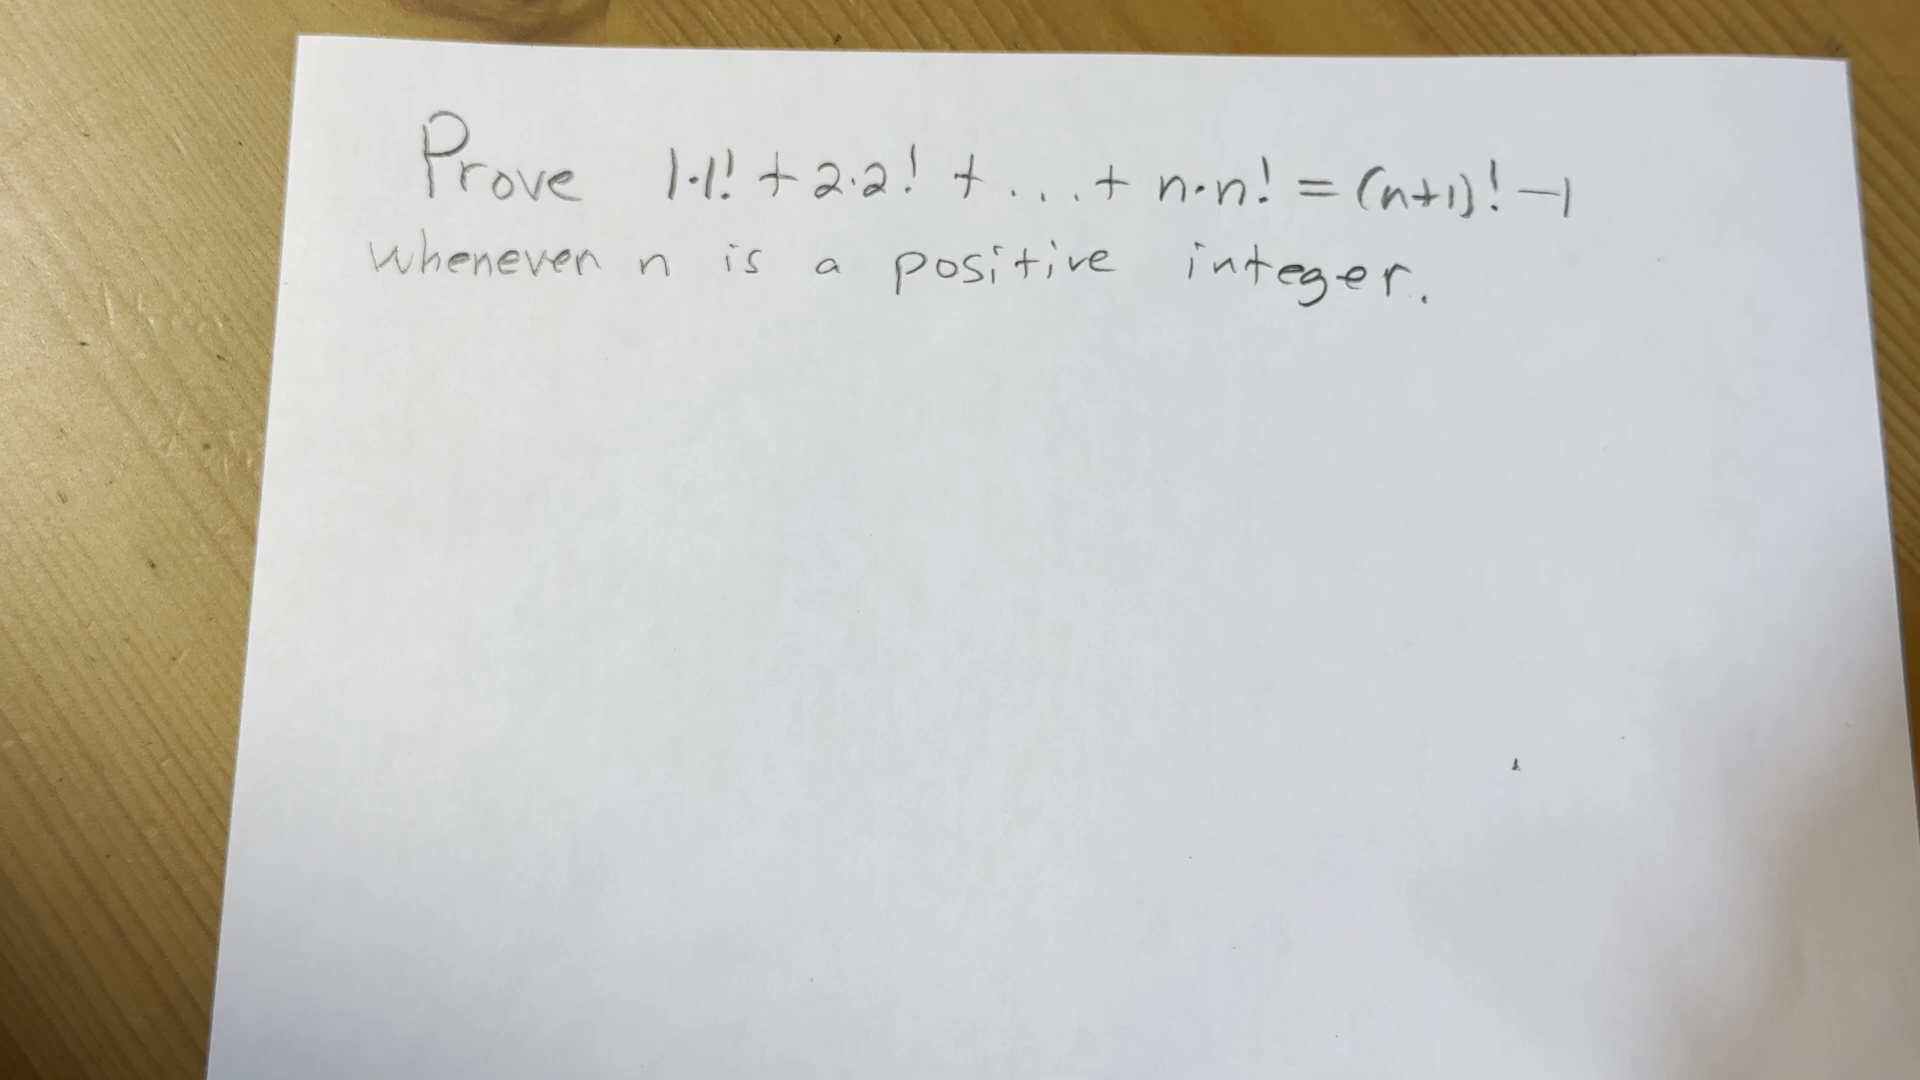 Prove 1·1! + 2·2! + ... + n·n! = (n+1)! - 1
whenever n is a positive integer.